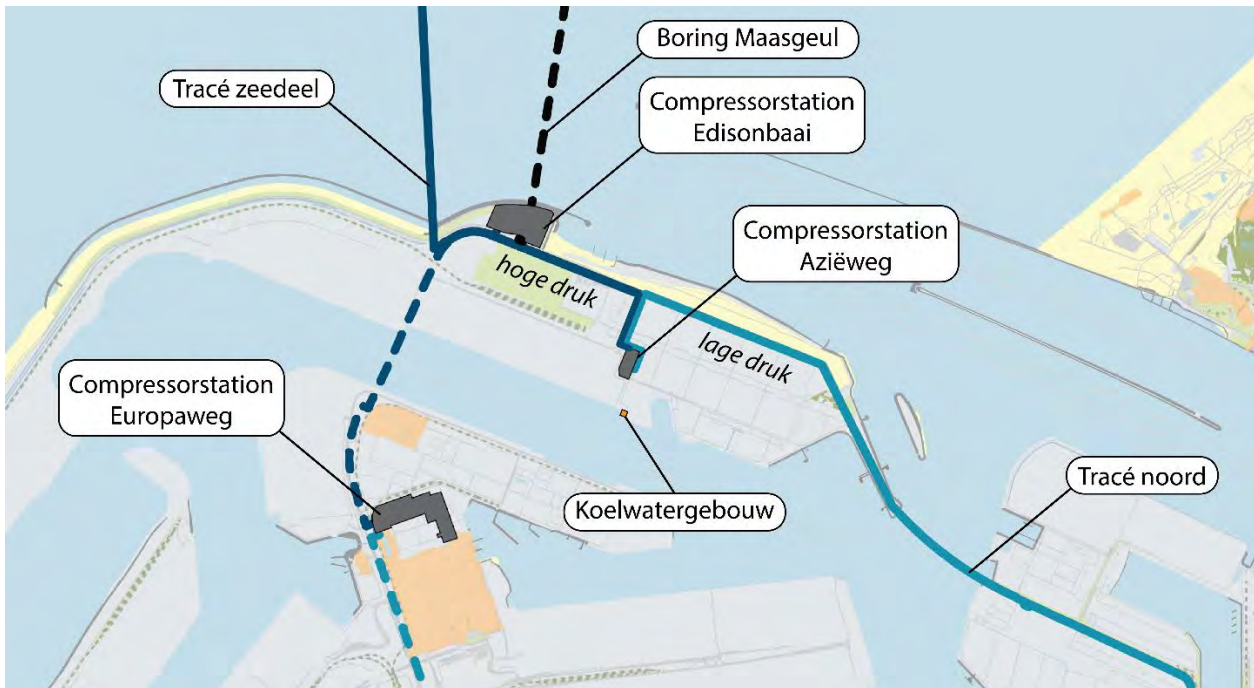 Boring Maasgeul
Tracé zeedeel
Compressorstation
Edisonbaai
Compressorstation
Aziëweg
hoge druk
lage druk
Compressorstation
Europaweg
Tracé noord
Koelwatergebouw